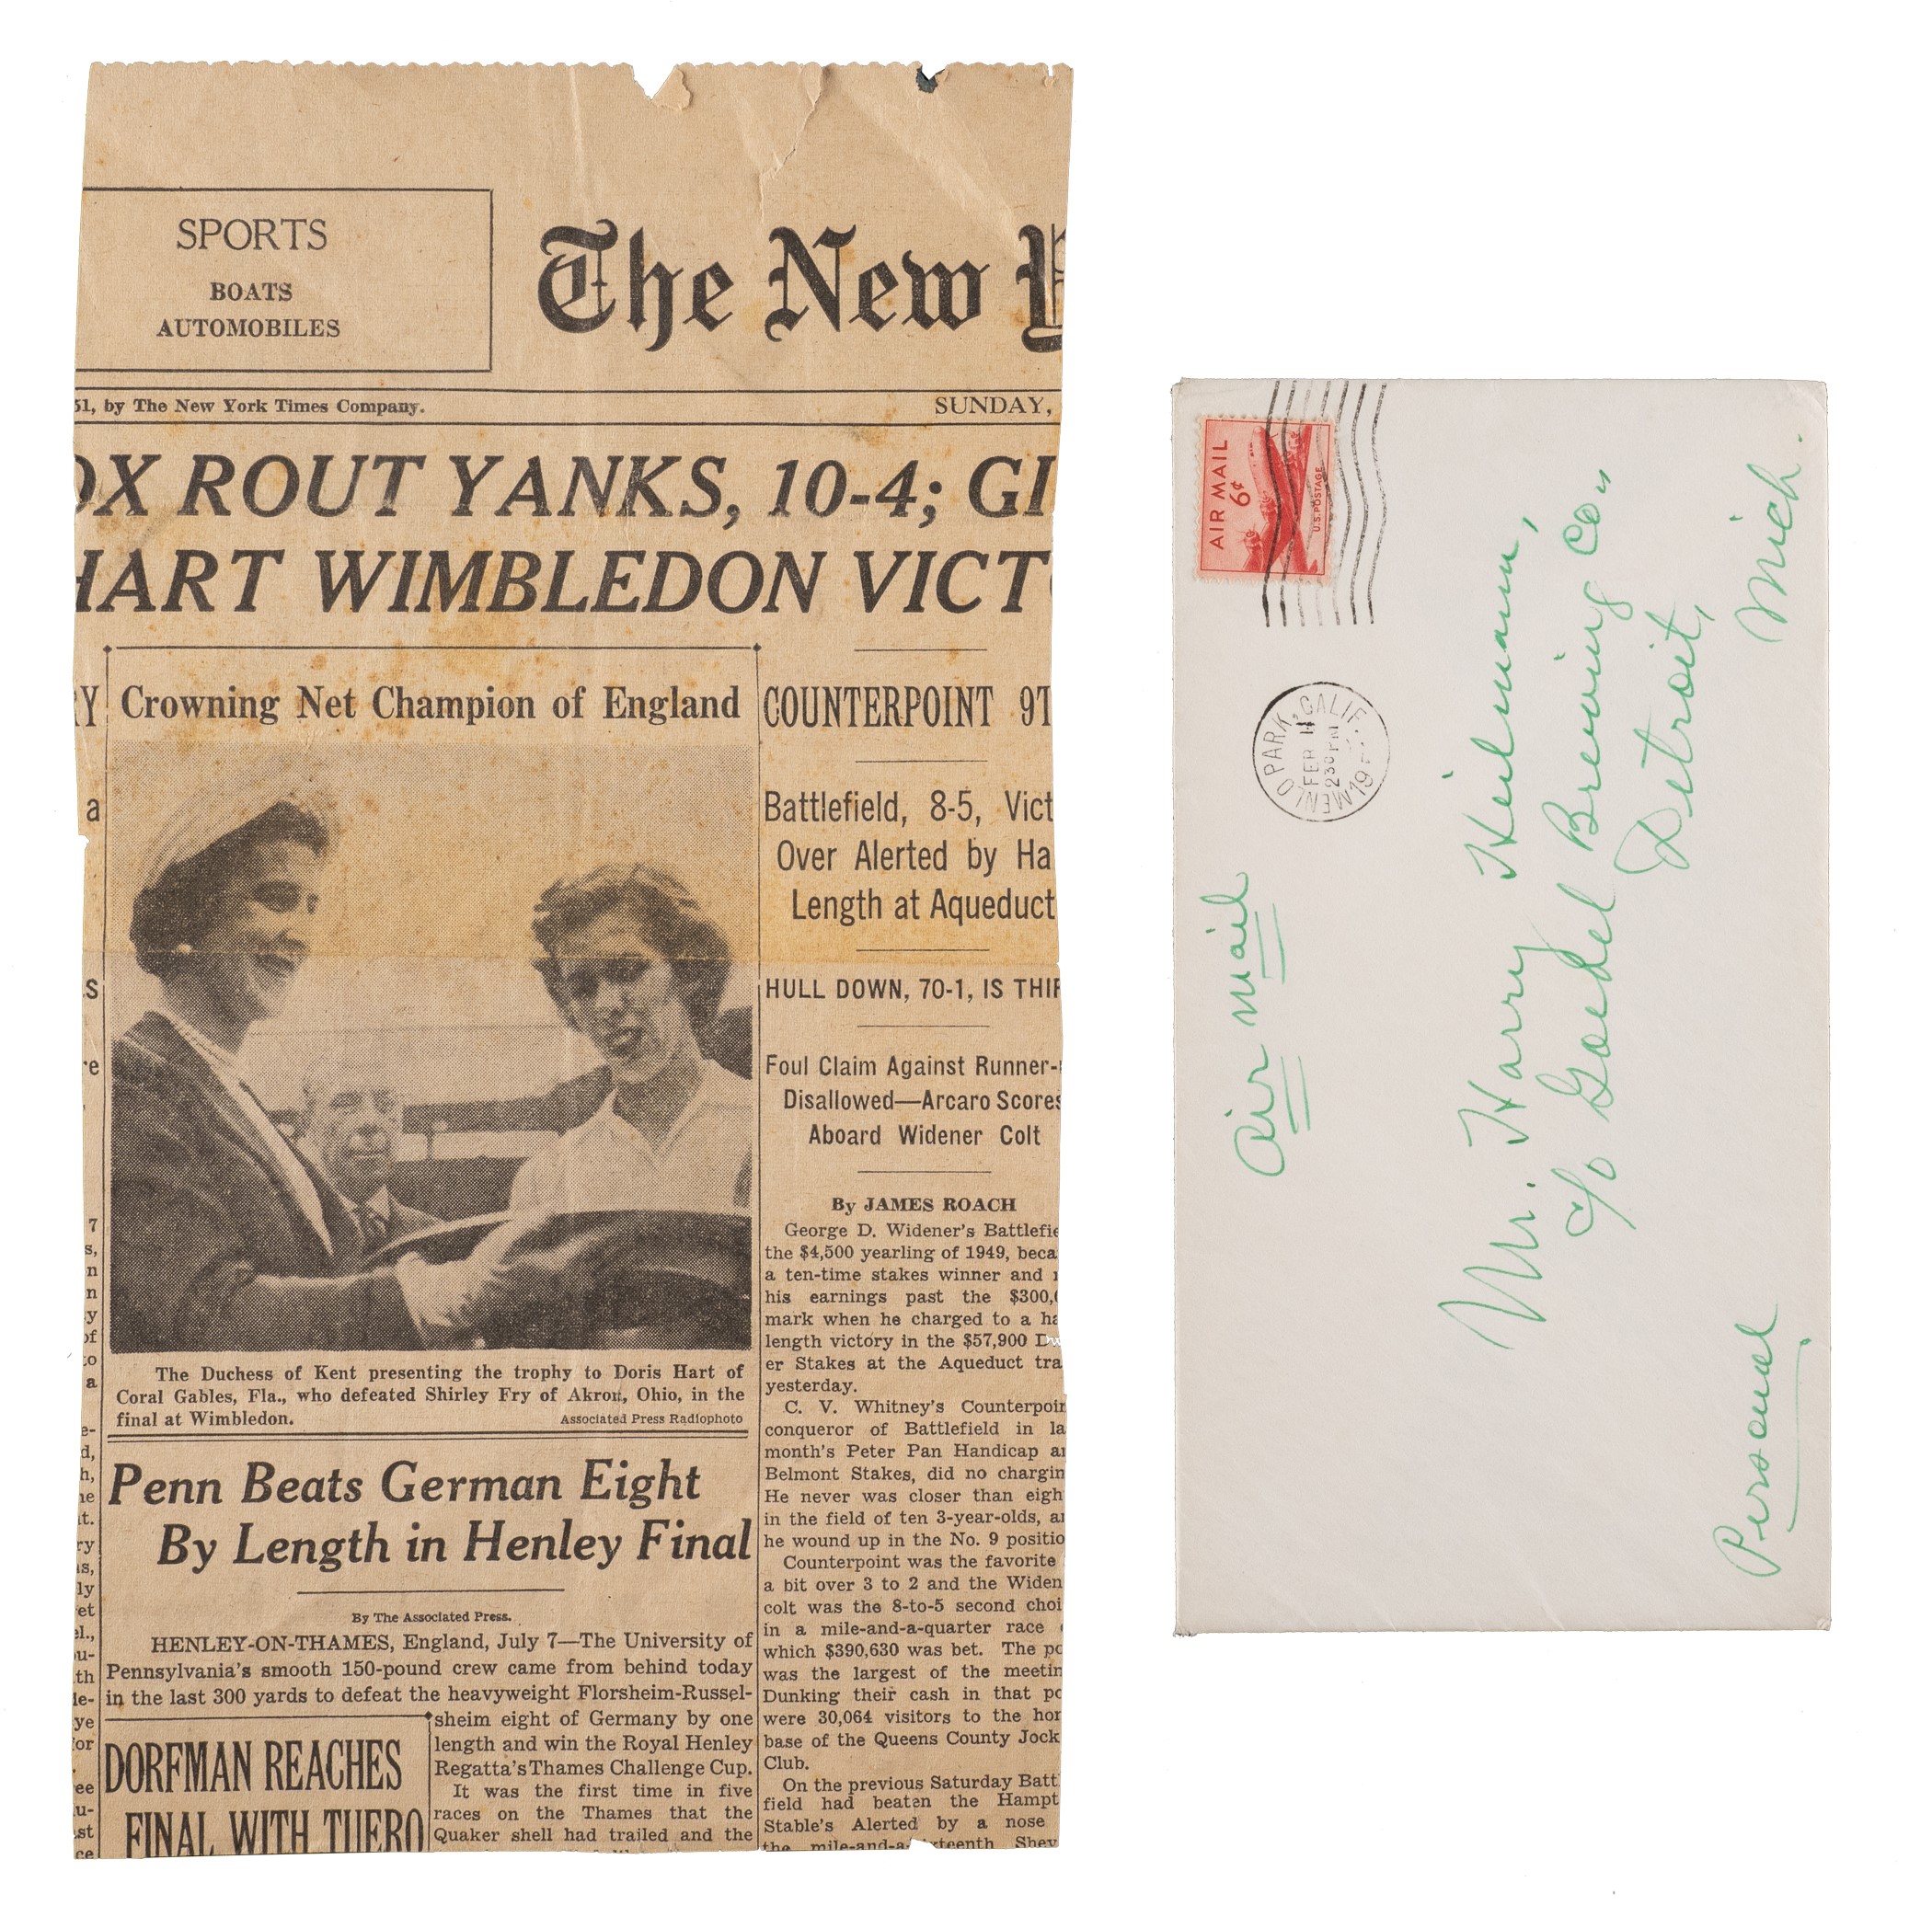 SPORTS
BOATS
AUTOMOBILES
The New
51, by The New York Times Company.
SUNDAY,
OX ROUT YANKS, 10-4; GI
HART WIMBLEDON VICT
Crowning Net Champion of England
The Duchess of Kent presenting the trophy to Doris Hart of
Coral Gables, Fla., who defeated Shirley Fry of Akron, Ohio, in the
final at Wimbledon.
Associated Press Radiophoto
Penn Beats German Eight
By Length in Henley Final
By The Associated Press.
HENLEY-ON-THAMES, England, July 7—The University of
Pennsylvania's smooth 150-pound crew came from behind today
in the last 300 yards to defeat the heavyweight Florsheim-Russel-
sheim eight of Germany by one
length and win the Royal Henley
Regatta's Thames Challenge Cup.
It was the first time in five
races on the Thames that the
Quaker shell had trailed and the
DORFMAN REACHES
FINAL WITH TUERO
COUNTERPOINT 9T
Battlefield, 8-5, Vict
Over Alerted by Ha
Length at Aqueduct
HULL DOWN, 70-1, IS THI
Foul Claim Against Runner-
Disallowed—Arcaro Scores
Aboard Widener Colt
By JAMES ROACH
George D. Widener's Battlefie
the $4,500 yearling of 1949, beca
a ten-time stakes winner and
his earnings past the $300,0
mark when he charged to a ha
length victory in the $57,900 Dw
er Stakes at the Aqueduct tra
yesterday.
C. V. Whitney's Counterpoin
conqueror of Battlefield in la
month's Peter Pan Handicap an
Belmont Stakes, did no chargin
He never was closer than eigh
in the field of ten 3-year-olds, an
he wound up in the No. 9 positio
Counterpoint was the favorite
a bit over 3 to 2 and the Widen
colt was the 8-to-5 second choi
in a mile-and-a-quarter race
which $390,630 was bet. The po
was the largest of the meetin
Dunking their cash in that po
were 30,064 visitors to the hom
base of the Queens County Jock
Club.
On the previous Saturday Batt
field had beaten the Hampt
Stable's Alerted by a nose
the mile-and-a-sixteenth Shev
AIR MAIL
6¢
U.S. POSTAGE
MENLO PARK, CALIF.
FEB 11
230 PM
195
Air Mail
Mr. Harry Heilmann,
c/o Goebel Brewing Co.,
Detroit,
Mich.
Personal